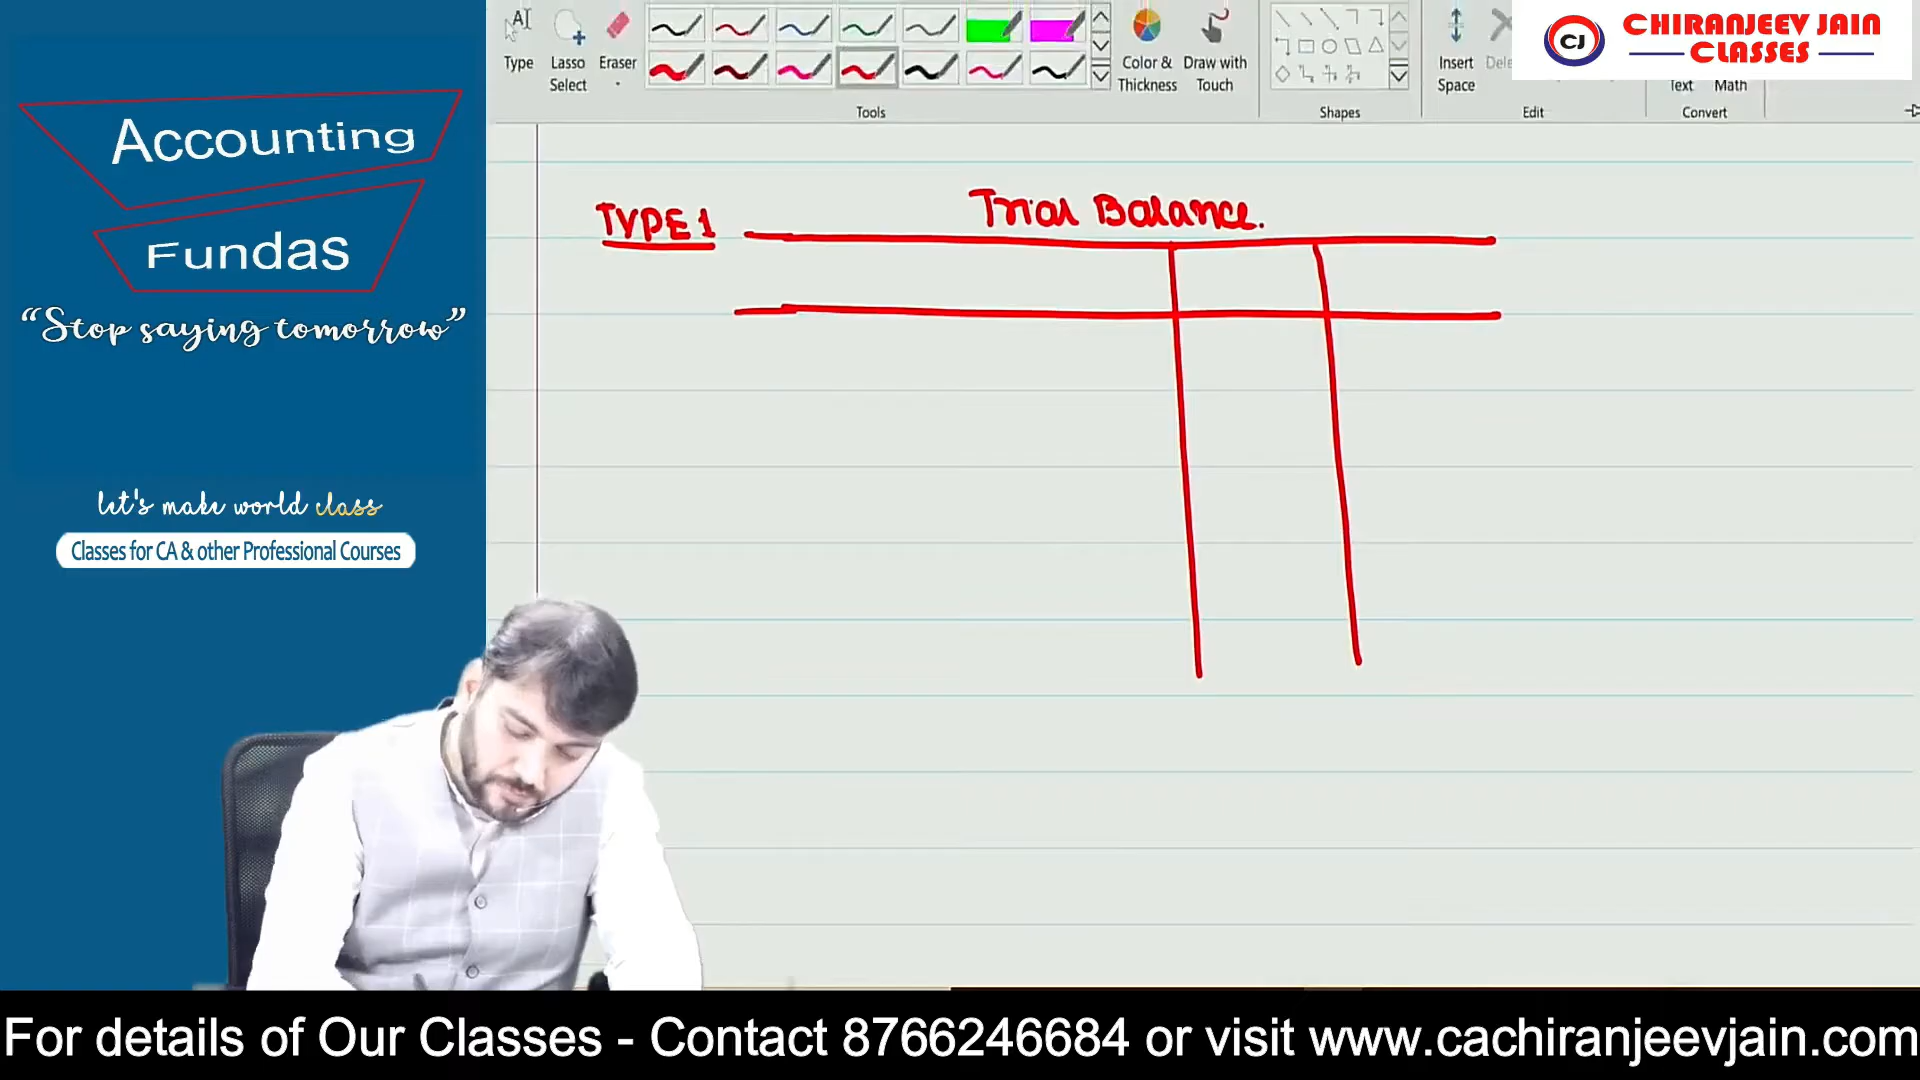 Accounting
Fundas
“Stop saying tomorrow”
let's make world class
Classes for CA & other Professional Courses
Type
Lasso Select
Eraser
Color & Thickness
Draw with Touch
Insert Space
Text
Math
Tools
Shapes
Edit
Convert
CJ
CHIRANJEEV JAIN
CLASSES
TYPE 1
Trial Balance.
For details of Our Classes - Contact 8766246684 or visit www.cachiranjeevjain.com